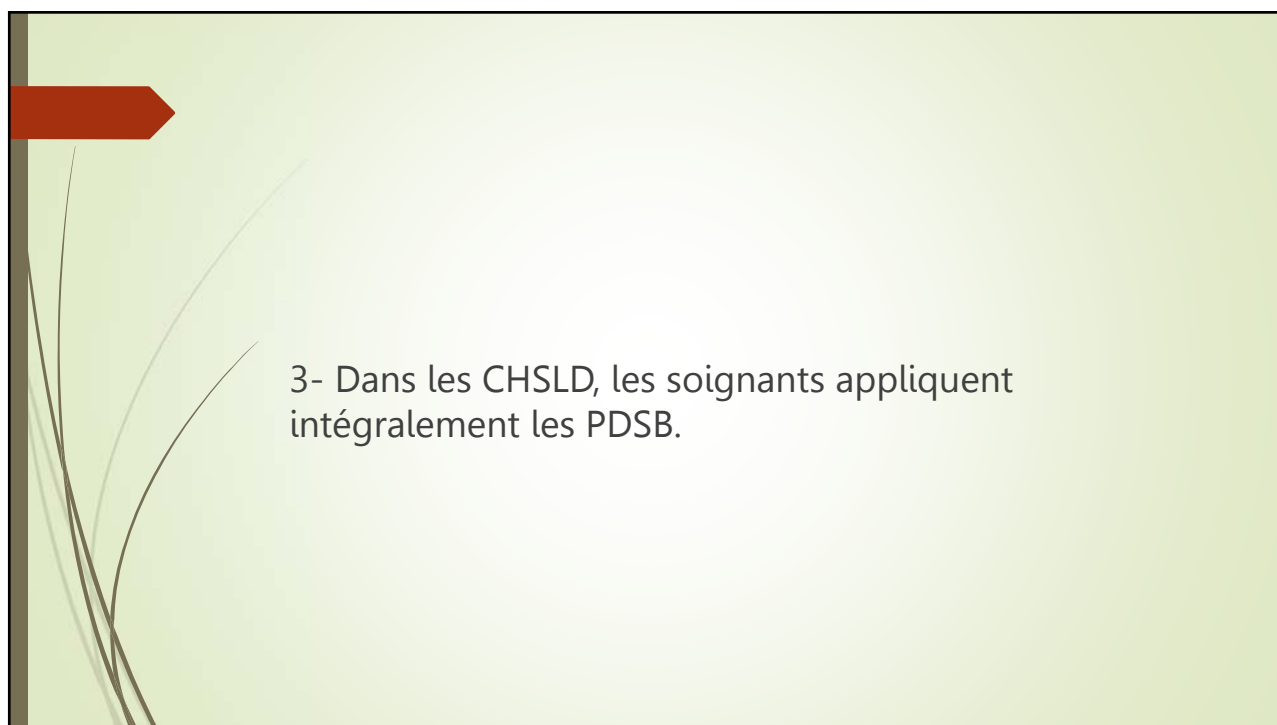 3- Dans les CHSLD, les soignants appliquent
intégralement les PDSB.